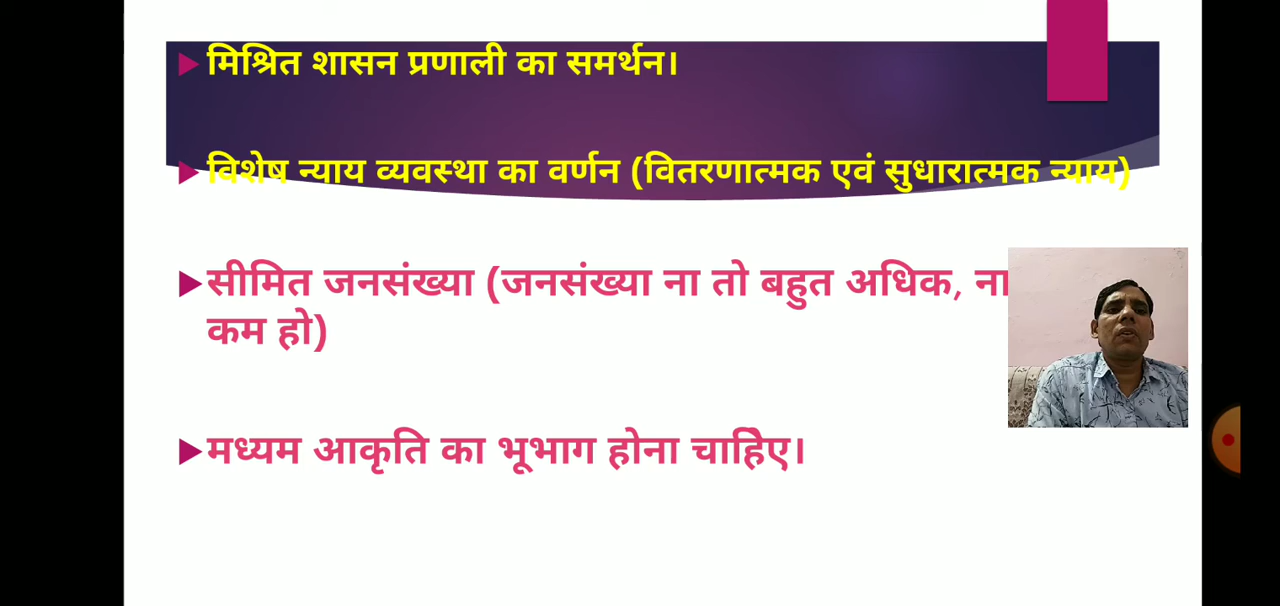 मिश्रित शासन प्रणाली का समर्थन।
विशेष न्याय व्यवस्था का वर्णन (वितरणात्मक एवं सुधारात्मक न्याय)
सीमित जनसंख्या (जनसंख्या ना तो बहुत अधिक, ना
कम हो)
मध्यम आकृति का भूभाग होना चाहिए।